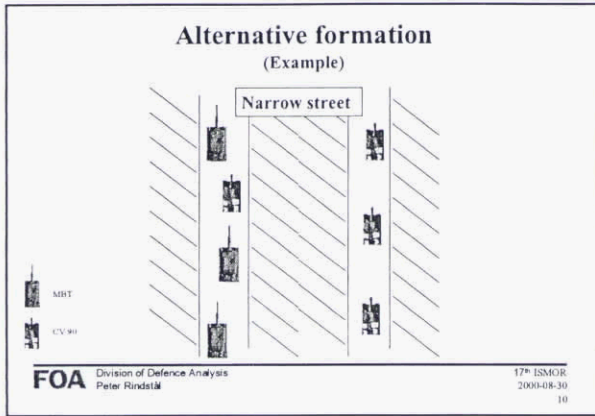 Alternative formation
(Example)
Narrow street
MBT
CV 90
FOA
Division of Defence Analysis
Peter Rindstål
17th ISMOR
2000-08-30
10